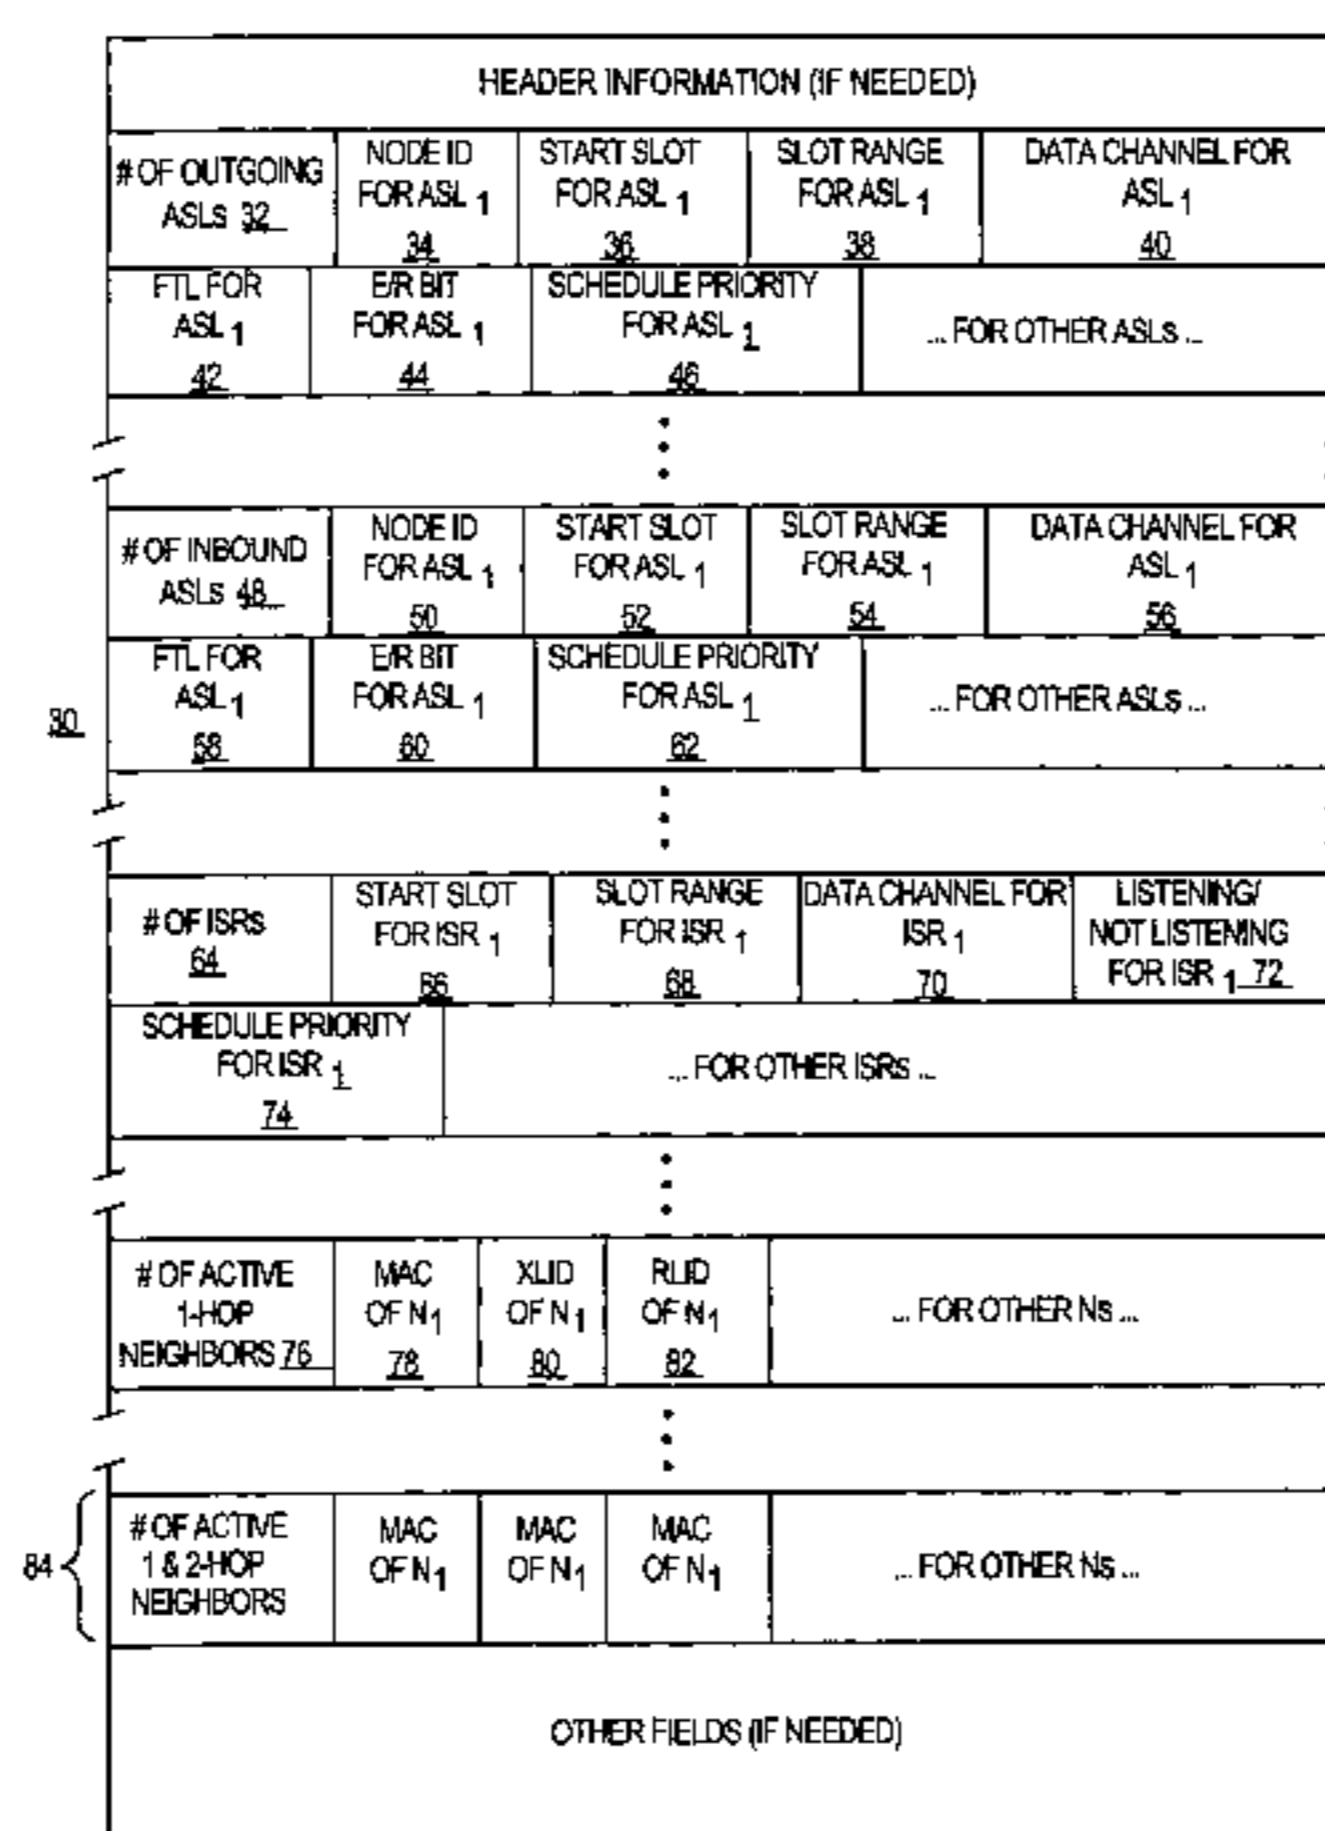 HEADER INFORMATION (IF NEEDED)
# OF OUTGOING
ASLs 32
NODE ID
FOR ASL 1
34
START SLOT
FOR ASL 1
36
SLOT RANGE
FOR ASL 1
38
DATA CHANNEL FOR
ASL 1
40
FTL FOR
ASL 1
42
E/R BIT
FOR ASL 1
44
SCHEDULE PRIORITY
FOR ASL 1
46
... FOR OTHER ASLs ...
# OF INBOUND
ASLs 48
NODE ID
FOR ASL 1
50
START SLOT
FOR ASL 1
52
SLOT RANGE
FOR ASL 1
54
DATA CHANNEL FOR
ASL 1
56
30
FTL FOR
ASL 1
58
E/R BIT
FOR ASL 1
60
SCHEDULE PRIORITY
FOR ASL 1
62
... FOR OTHER ASLs ...
# OF ISRs
64
START SLOT
FOR ISR 1
66
SLOT RANGE
FOR ISR 1
68
DATA CHANNEL FOR
ISR 1
70
LISTENING/
NOT LISTENING
FOR ISR 1 72
SCHEDULE PRIORITY
FOR ISR 1
74
... FOR OTHER ISRs ...
# OF ACTIVE
1-HOP
NEIGHBORS 76
MAC
OF N1
78
XLID
OF N1
80
RLID
OF N1
82
... FOR OTHER Ns ...
84
# OF ACTIVE
1 & 2-HOP
NEIGHBORS
MAC
OF N1
MAC
OF N1
MAC
OF N1
... FOR OTHER Ns ...
OTHER FIELDS (IF NEEDED)